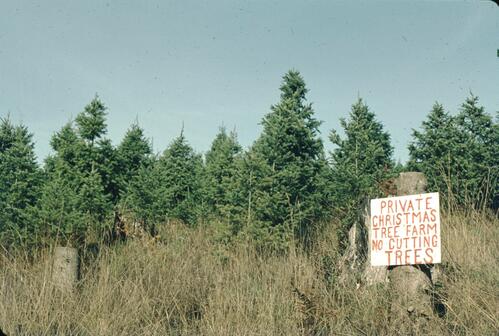 PRIVATE
CHRISTMAS
TREE FARM
NO CUTTING
TREES